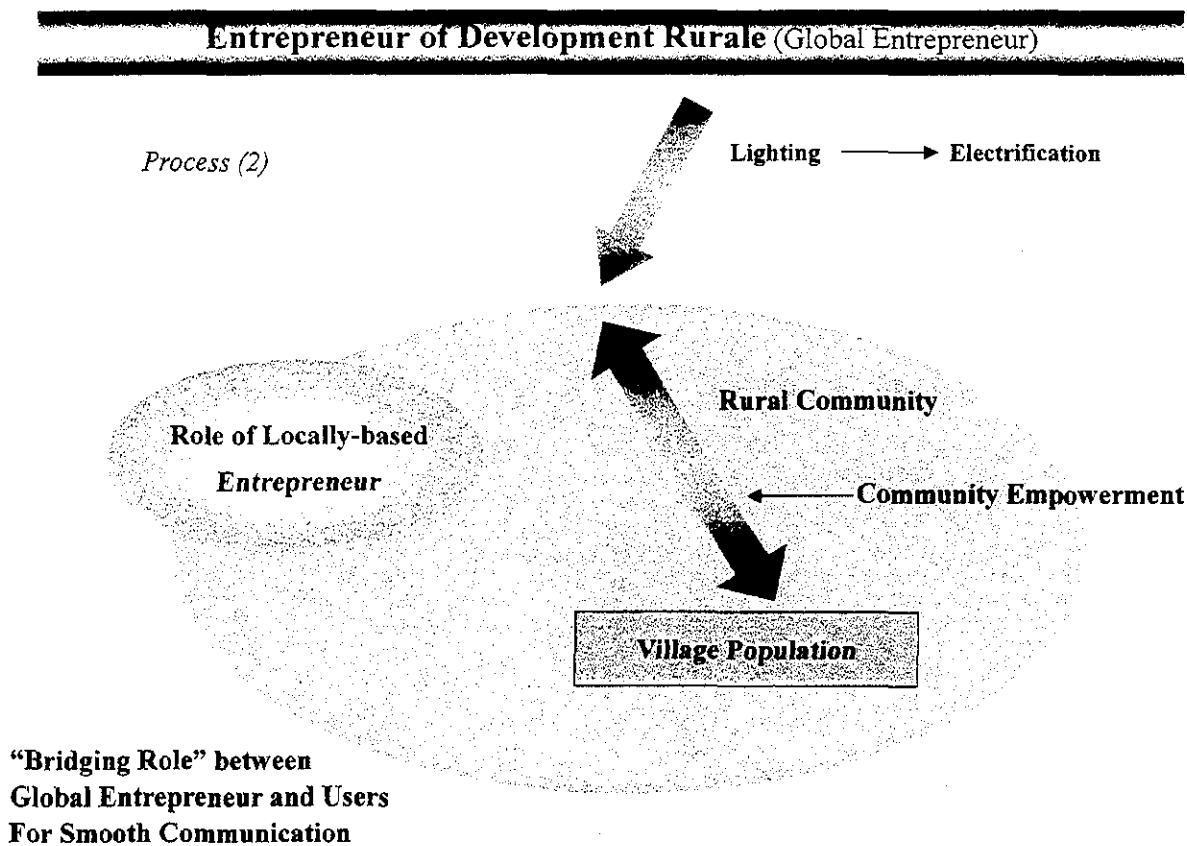 Entrepreneur of Development Rurale (Global Entrepreneur)
Process (2)
Lighting Electrification
Rural Community
Role of Locally-based
Entrepreneur
Community Empowerment
Village Population
“Bridging Role” between
Global Entrepreneur and Users
For Smooth Communication